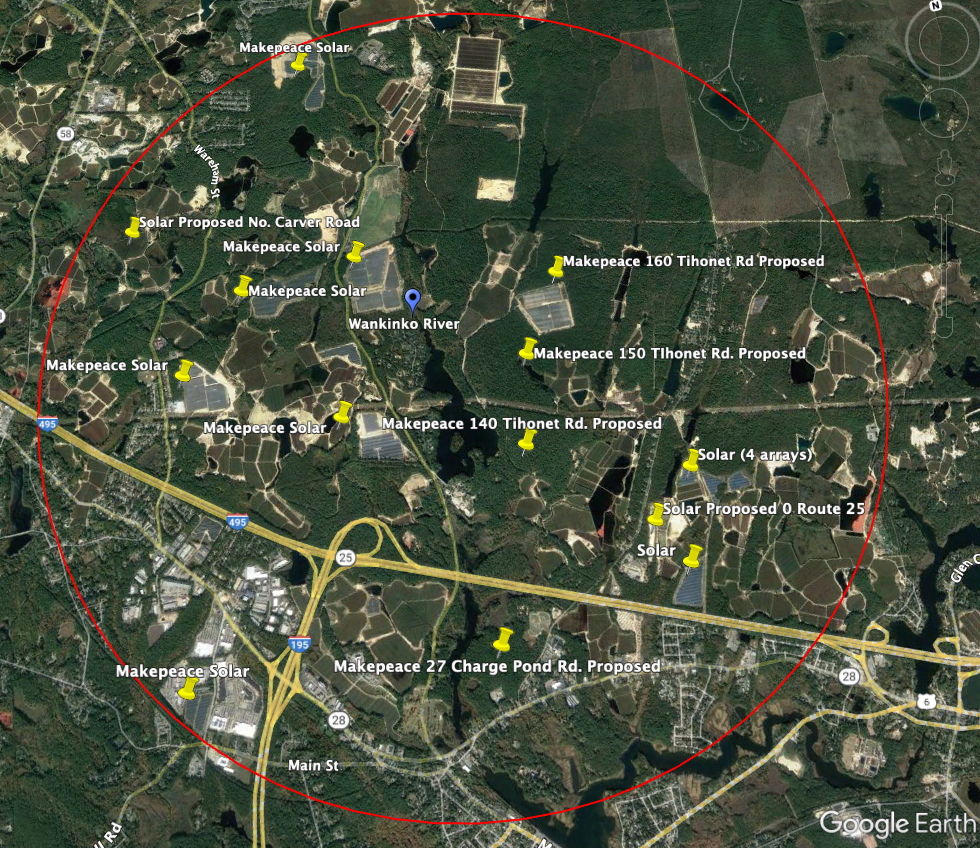 N
Makepeace Solar
58
Wareham St
Solar Proposed No. Carver Road
Makepeace Solar
Makepeace 160 Tihonet Rd Proposed
Makepeace Solar
Wankinko River
Makepeace 150 TIhonet Rd. Proposed
Makepeace Solar
495
Makepeace Solar
Makepeace 140 Tihonet Rd. Proposed
Solar (4 arrays)
Solar Proposed 0 Route 25
495
25
Solar
Glen C
195
Makepeace 27 Charge Pond Rd. Proposed
Makepeace Solar
28
6
28
Main St
Rd
Google Earth